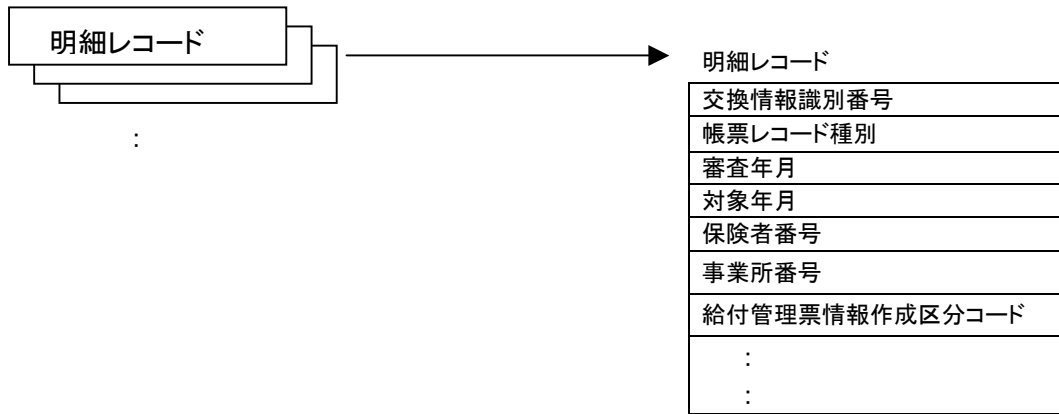 明細レコード
:
明細レコード
交換情報識別番号
帳票レコード種別
審査年月
対象年月
保険者番号
事業所番号
給付管理票情報作成区分コード
:
: